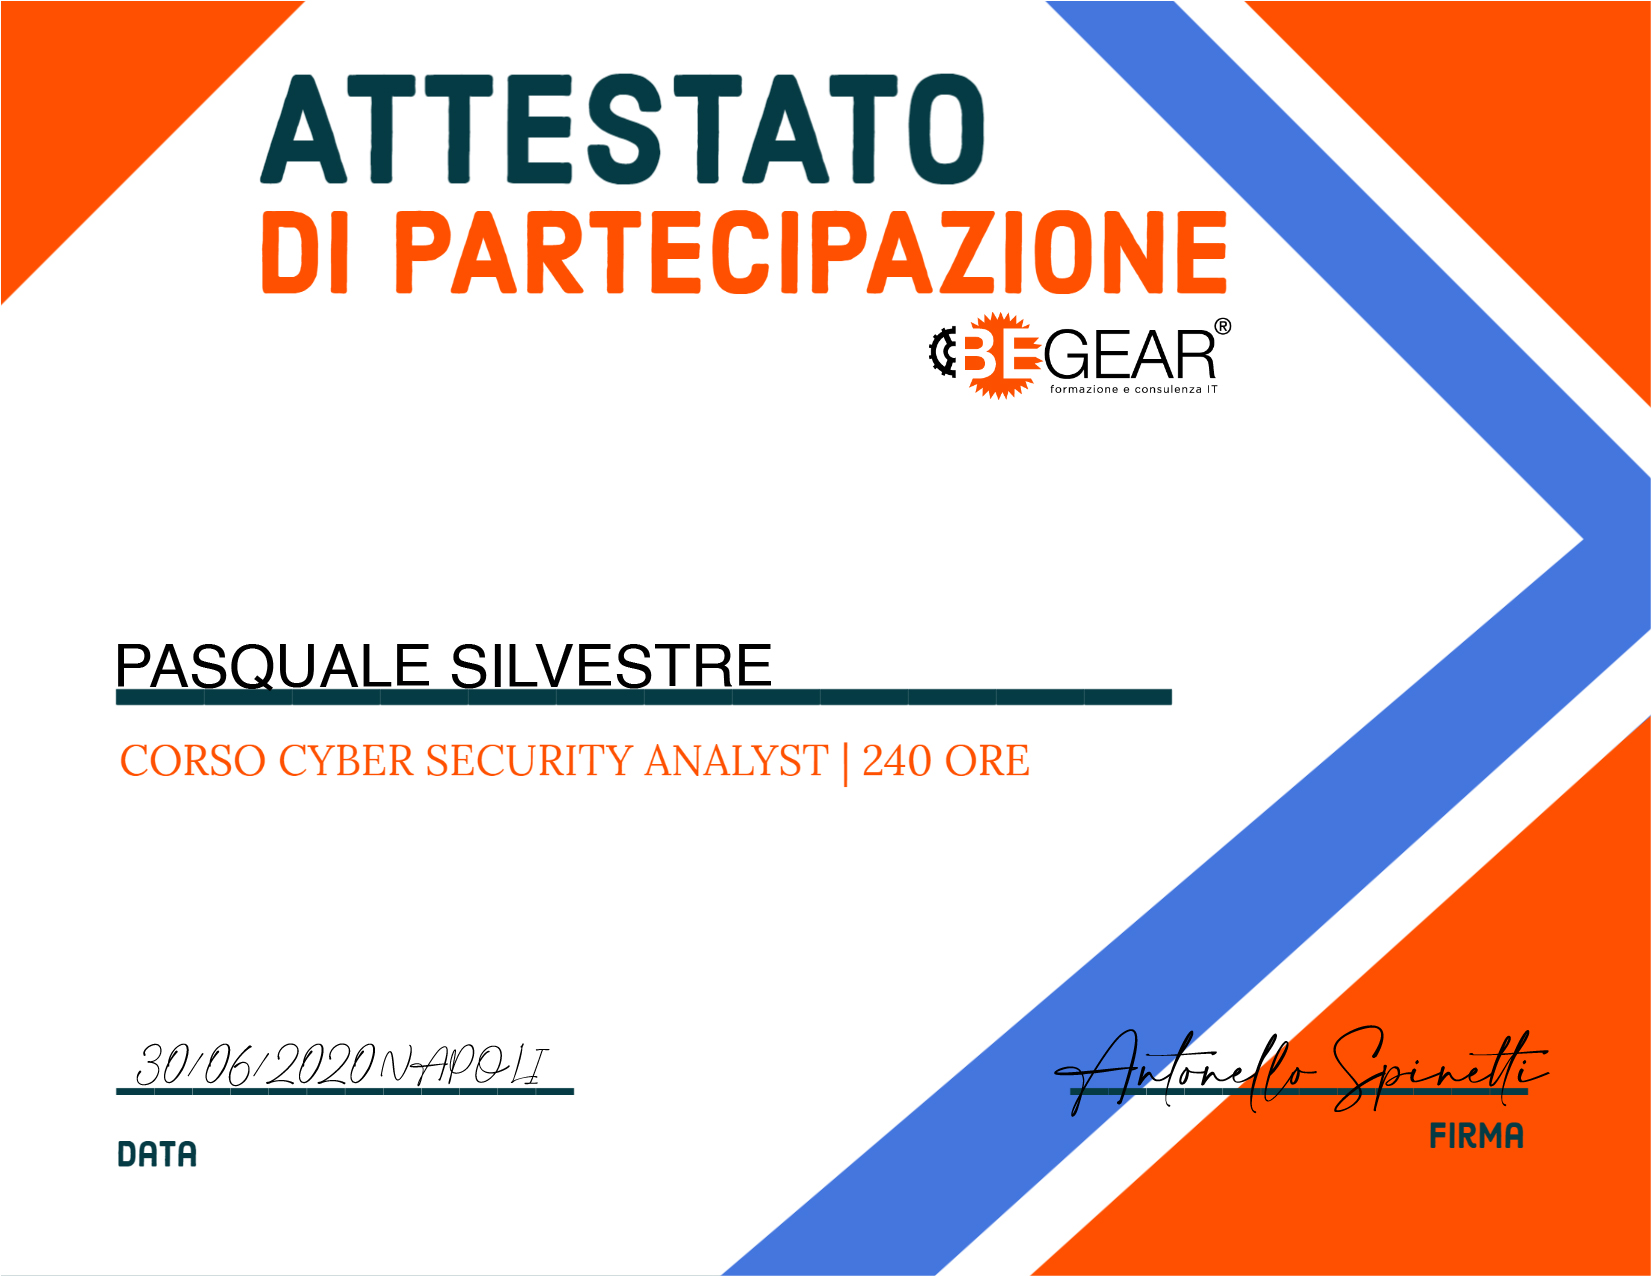 ATTESTATO
DI PARTECIPAZIONE
BEGEAR®
formazione e consulenza IT
PASQUALE SILVESTRE
CORSO CYBER SECURITY ANALYST | 240 ORE
30/06/2020 NAPOLI
Antonello Spinetti
DATA
FIRMA